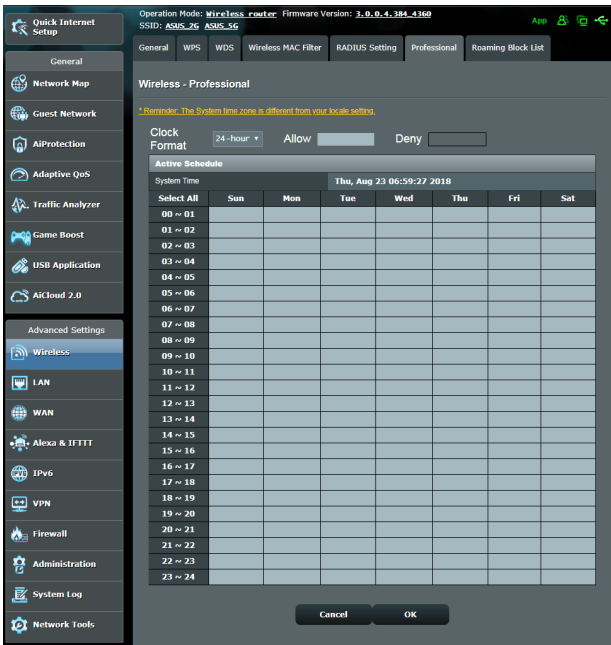 Quick Internet
Setup
General
Network Map
Guest Network
AiProtection
Adaptive QoS
Traffic Analyzer
Game Boost
USB Application
AiCloud 2.0
Advanced Settings
Wireless
LAN
WAN
Alexa & IFTTT
IPv6
VPN
Firewall
Administration
System Log
Network Tools
Operation Mode: Wireless router Firmware Version: 3.0.0.4.384_4360
SSID: ASUS_2G ASUS_5G
App
General WPS WDS Wireless MAC Filter RADIUS Setting Professional Roaming Block List
Wireless - Professional
* Reminder: The System time zone is different from your locale setting.
Clock
Format 24-hour Allow Deny
Active Schedule
System Time Thu, Aug 23 06:59:27 2018
Select All Sun Mon Tue Wed Thu Fri Sat
00 ~ 01
01 ~ 02
02 ~ 03
03 ~ 04
04 ~ 05
05 ~ 06
06 ~ 07
07 ~ 08
08 ~ 09
09 ~ 10
10 ~ 11
11 ~ 12
12 ~ 13
13 ~ 14
14 ~ 15
15 ~ 16
16 ~ 17
17 ~ 18
18 ~ 19
19 ~ 20
20 ~ 21
21 ~ 22
22 ~ 23
23 ~ 24
Cancel OK